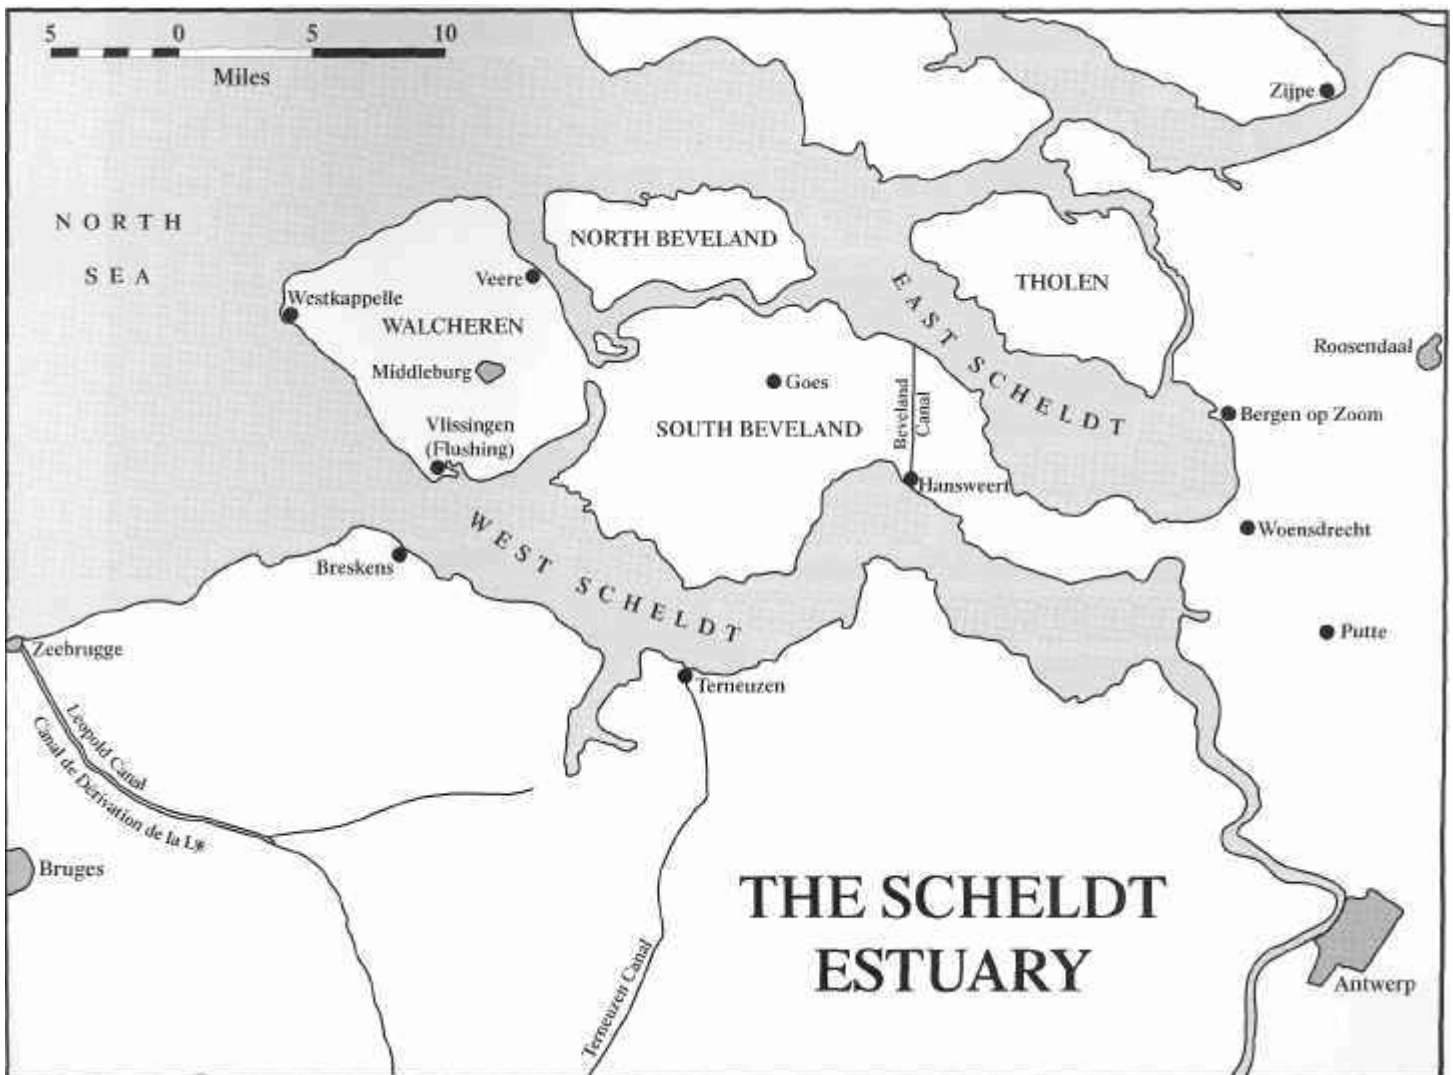 5 0 5 10
Miles
Zijpe
NORTH
SEA
NORTH BEVELAND
THOLEN
Veere
Westkappelle
WALCHEREN
EAST SCHELDT
Roosendaal
Middleburg
Goes
Beveland
Canal
Bergen op Zoom
Vlissingen
(Flushing)
SOUTH BEVELAND
Hansweert
WEST SCHELDT
Woensdrecht
Breskens
Putte
Zeebrugge
Terneuzen
Leopold Canal
Canal de Dérivation de la
Bruges
THE SCHELDT
ESTUARY
Terneuzen Canal
Antwerp